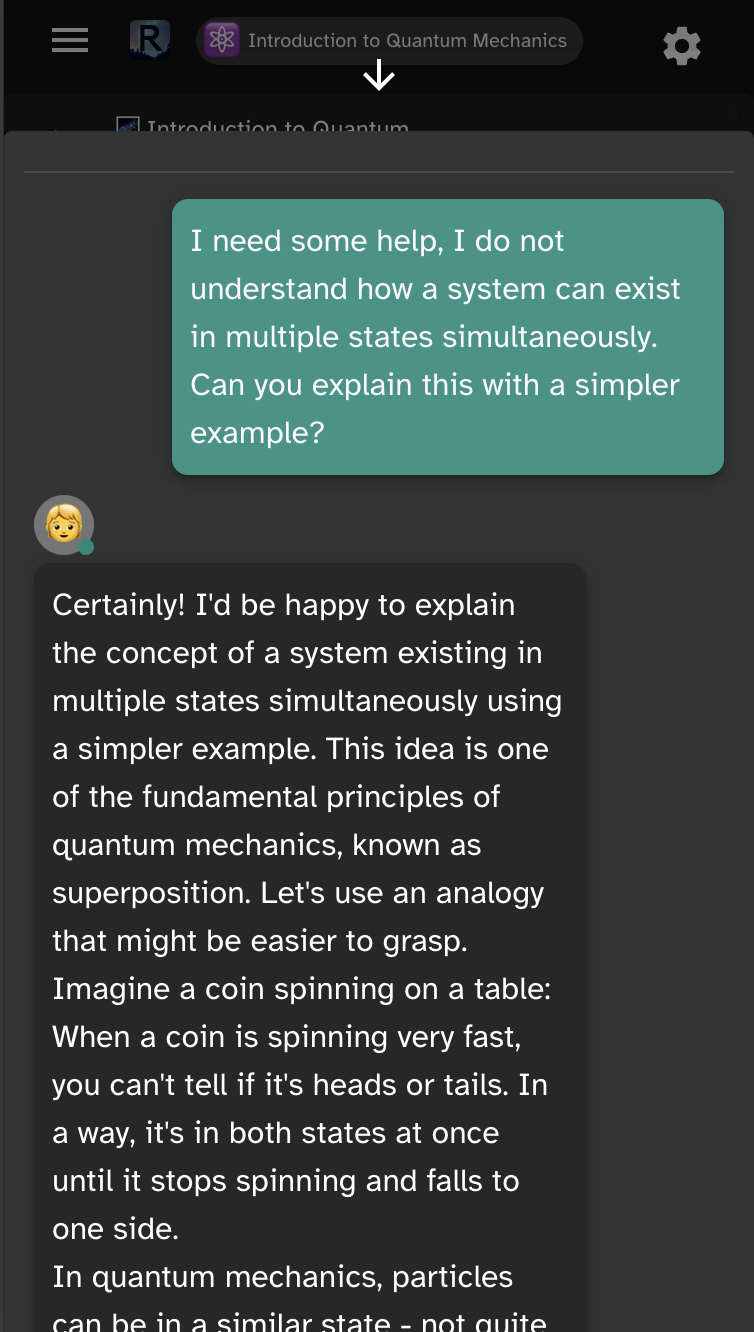 R
Introduction to Quantum Mechanics
Introduction to Quantum
I need some help, I do not
understand how a system can exist
in multiple states simultaneously.
Can you explain this with a simpler
example?
Certainly! I'd be happy to explain
the concept of a system existing in
multiple states simultaneously using
a simpler example. This idea is one
of the fundamental principles of
quantum mechanics, known as
superposition. Let's use an analogy
that might be easier to grasp.
Imagine a coin spinning on a table:
When a coin is spinning very fast,
you can't tell if it's heads or tails. In
a way, it's in both states at once
until it stops spinning and falls to
one side.
In quantum mechanics, particles
can be in a similar state - not quite